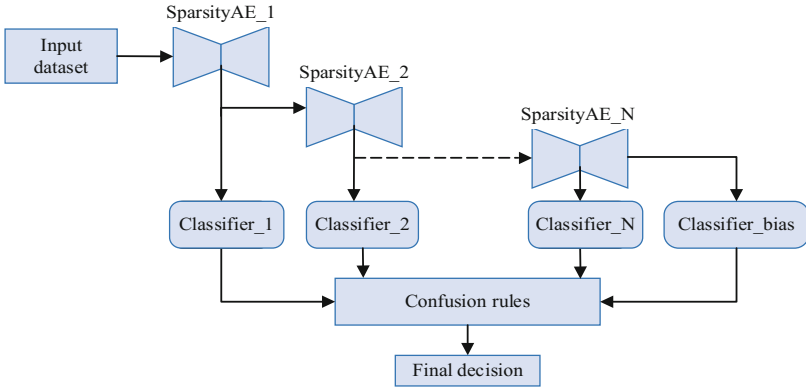 SparsityAE_1
Input
dataset
SparsityAE_2
SparsityAE_N
Classifier_1
Classifier_2
Classifier_N
Classifier_bias
Confusion rules
Final decision